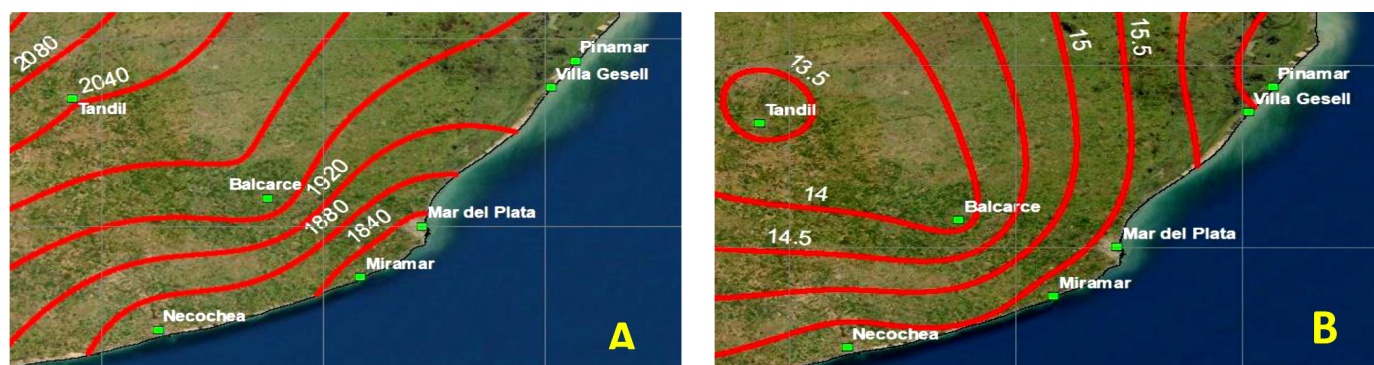 2080
2040
Tandil
Pinamar
Villa Gesell
Balcarce
1920
1880
1840
Mar del Plata
Miramar
Necochea
A
13.5
Tandil
15
15.5
Pinamar
Villa Gesell
14
Balcarce
14.5
Mar del Plata
Miramar
Necochea
B